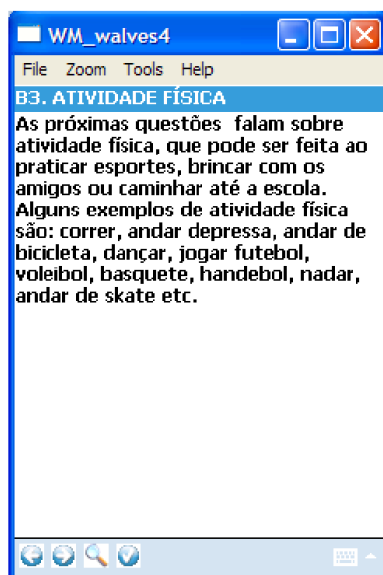 WM_walves4
File Zoom Tools Help
B3. ATIVIDADE FÍSICA
As próximas questões  falam sobre
atividade física, que pode ser feita ao
praticar esportes, brincar com os
amigos ou caminhar até a escola.
Alguns exemplos de atividade física
são: correr, andar depressa, andar de
bicicleta, dançar, jogar futebol,
voleibol, basquete, handebol, nadar,
andar de skate etc.